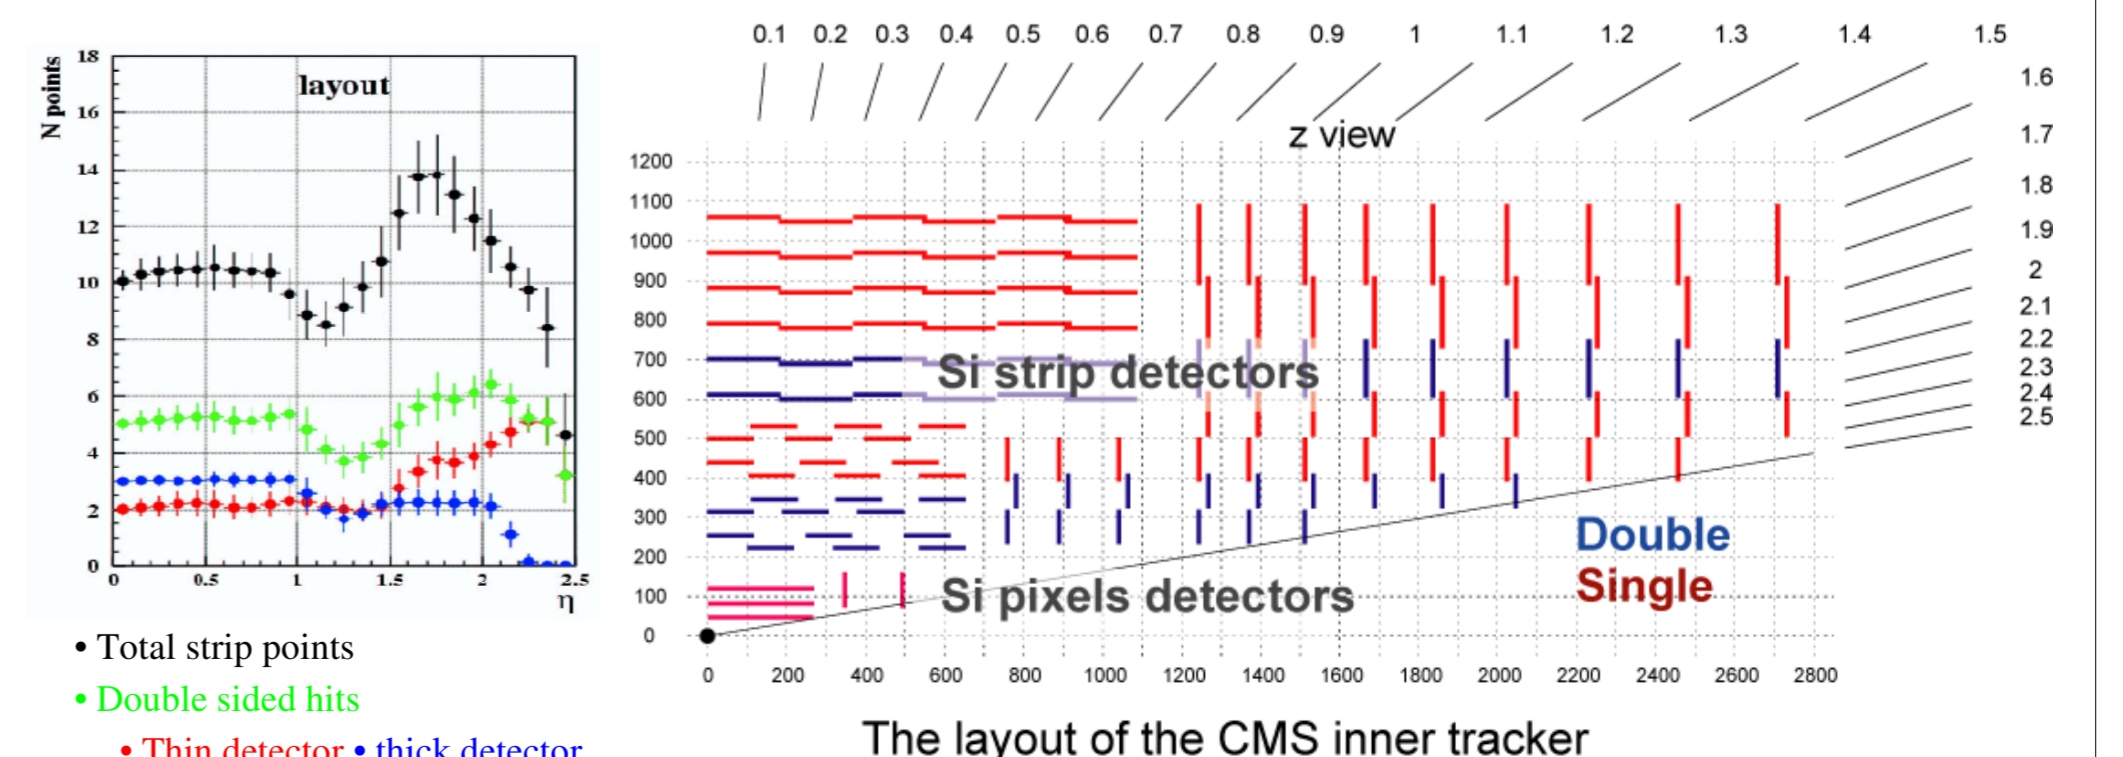 0.1 0.2 0.3 0.4 0.5 0.6 0.7 0.8 0.9 1 1.1 1.2 1.3 1.4 1.5
1.6
1.7
1.8
1.9
2
2.1
2.2
2.3
2.4
2.5
N points
layout
18
16
14
12
10
8
6
4
2
0
0 0.5 1 1.5 2 2.5
η
• Total strip points
• Double sided hits
• Thin detector • thick detector
z view
1200
1100
1000
900
800
700
600
500
400
300
200
100
0
Si strip detectors
Si pixels detectors
Double
Single
0 200 400 600 800 1000 1200 1400 1600 1800 2000 2200 2400 2600 2800
The layout of the CMS inner tracker